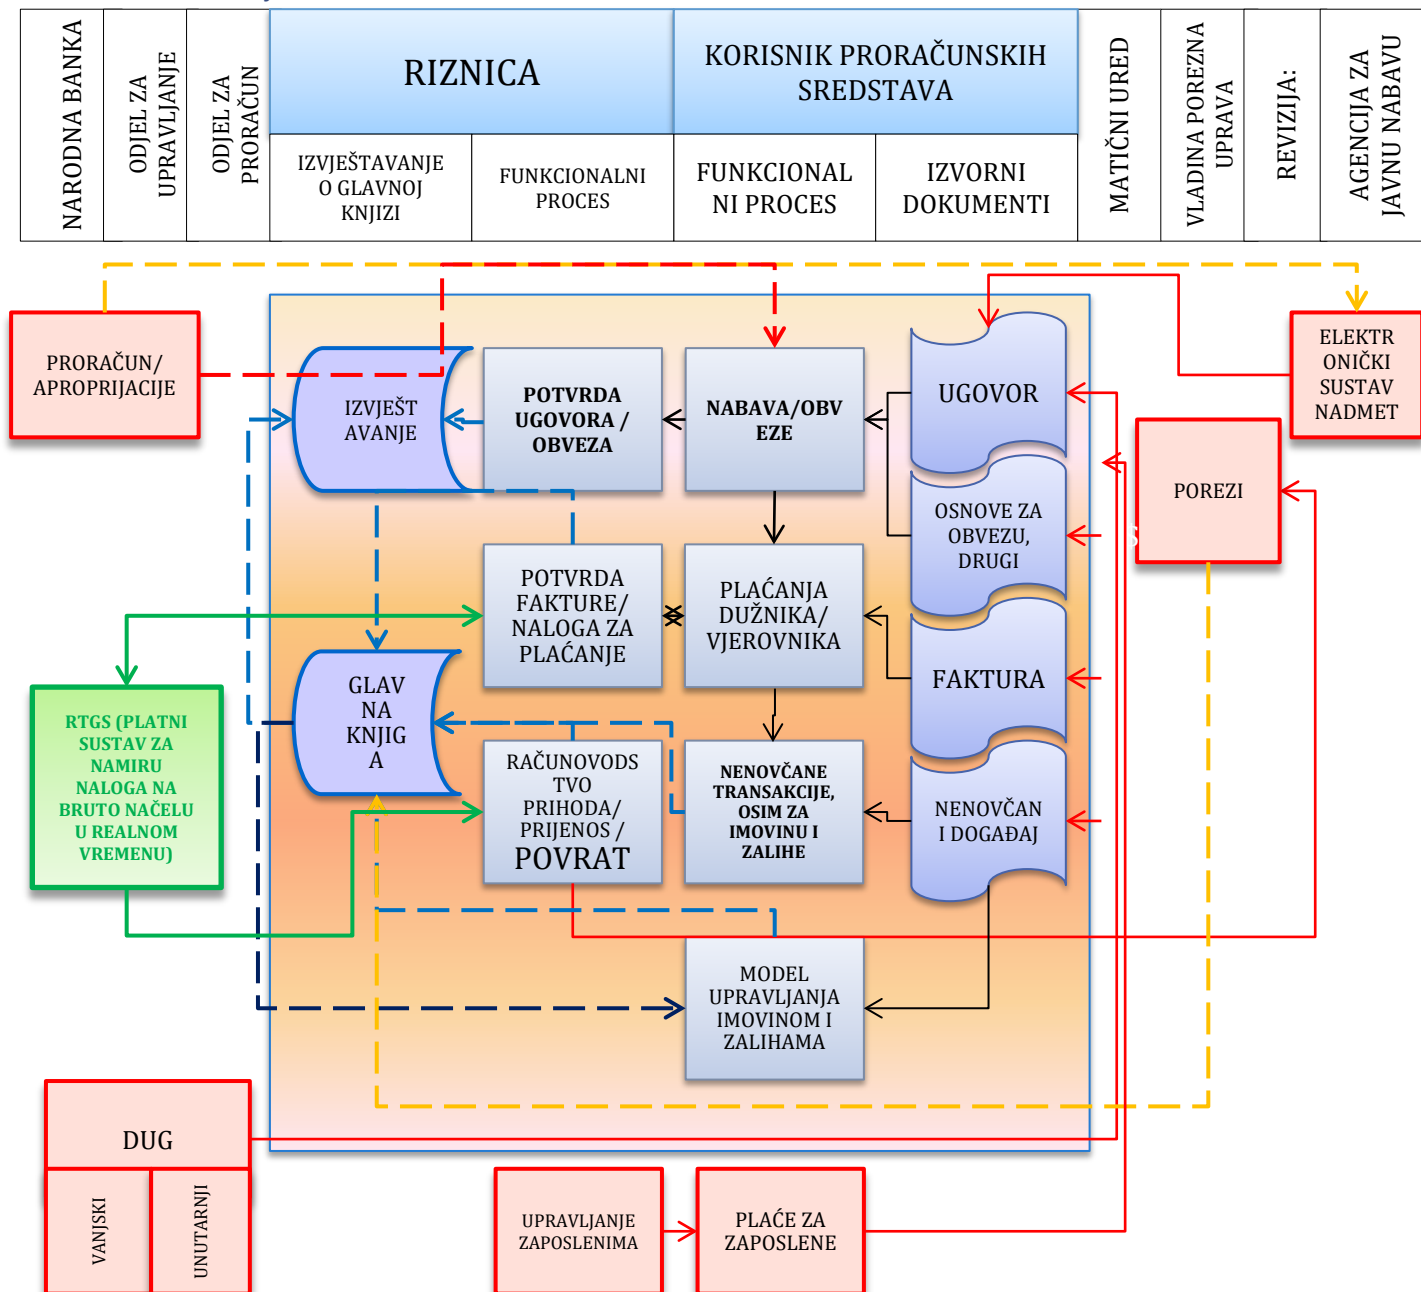 NARODNA BANKA
ODJEL ZA
UPRAVLJANJE
ODJEL ZA
PRORAČUN
RIZNICA
KORISNIK PRORAČUNSKIH
SREDSTAVA
IZVJEŠTAVANJE
O GLAVNOJ
KNJIZI
FUNKCIONALNI
PROCES
FUNKCIONAL
NI PROCES
IZVORNI
DOKUMENTI
MATIČNI URED
VLADINA POREZNA
UPRAVA
REVIZIJA:
AGENCIJA ZA
JAVNU NABAVU
PRORAČUN/
APROPRIJACIJE
IZVJEŠT
AVANJE
POTVRDA
UGOVORA /
OBVEZA
NABAVA/OBV
EZE
UGOVOR
ELEKTR
ONIČKI
SUSTAV
NADMET
OSNOVE ZA
OBVEZU,
DRUGI
S
POREZI
POTVRDA
FAKTURE/
NALOGA ZA
PLAĆANJE
PLAĆANJA
DUŽNIKA/
VJEROVNIKA
FAKTURA
RTGS (PLATNI
SUSTAV ZA
NAMIRU
NALOGA NA
BRUTO NAČELU
U REALNOM
VREMENU)
GLAV
NA
KNJIG
A
RAČUNOVODS
TVO
PRIHODA/
PRIJENOS /
POVRAT
NENOVČANE
TRANSAKCIJE,
OSIM ZA
IMOVINU I
ZALIHE
NENOVČAN
I DOGAĐAJ
MODEL
UPRAVLJANJA
IMOVINOM I
ZALIHAMA
DUG
VANJSKI
UNUTARNJI
UPRAVLJANJE
ZAPOSLENIMA
PLAĆE ZA
ZAPOSLENE